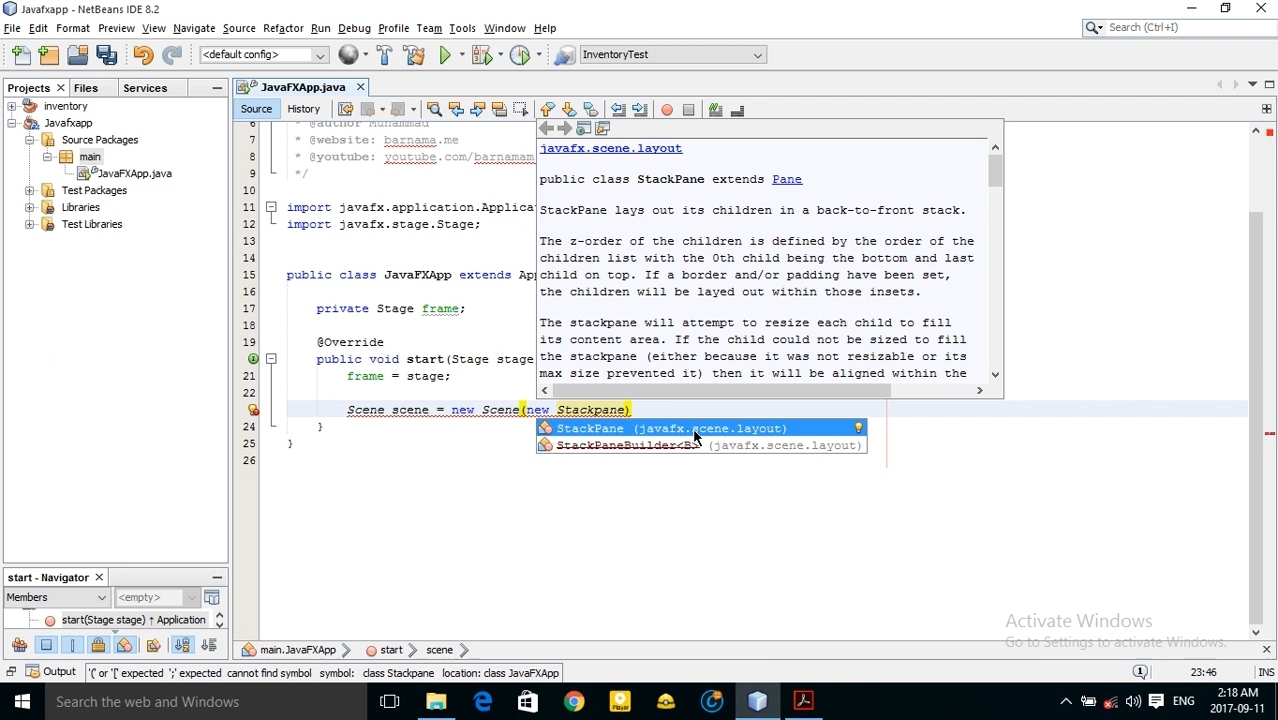 Javafxapp - NetBeans IDE 8.2
File Edit Format Preview View Navigate Source Refactor Run Debug Profile Team Tools Window Help
Search (Ctrl+I)
<default config>
InventoryTest
Projects Files Services
inventory
Javafxapp
Source Packages
main
JavaFXApp.java
Test Packages
Libraries
Test Libraries
JavaFXApp.java
Source History
6 * @author Muhammad
7 * @website: barnama.me
8 * @youtube: youtube.com/barnamam
9 */
10
11 import javafx.application.Applica
12 import javafx.stage.Stage;
13
14
15 public class JavaFXApp extends App
16
17 private Stage frame;
18
19 @Override
public void start(Stage stage
21 frame = stage;
22
Scene scene = new Scene(new Stackpane)
24 }
25 }
26
javafx.scene.layout
public class StackPane extends Pane
StackPane lays out its children in a back-to-front stack.
The z-order of the children is defined by the order of the
children list with the 0th child being the bottom and last
child on top. If a border and/or padding have been set,
the children will be layed out within those insets.
The stackpane will attempt to resize each child to fill
its content area. If the child could not be sized to fill
the stackpane (either because it was not resizable or its
max size prevented it) then it will be aligned within the
StackPane (javafx.scene.layout)
StackPaneBuilder<B> (javafx.scene.layout)
start - Navigator
Members <empty>
start(Stage stage) ↑ Application
Activate Windows
Go to Settings to activate Windows.
main.JavaFXApp start scene
Output '(' or '[' expected ';' expected cannot find symbol symbol: class Stackpane location: class JavaFXApp
23:46 INS
Search the web and Windows
Player
ENG
2:18 AM
2017-09-11